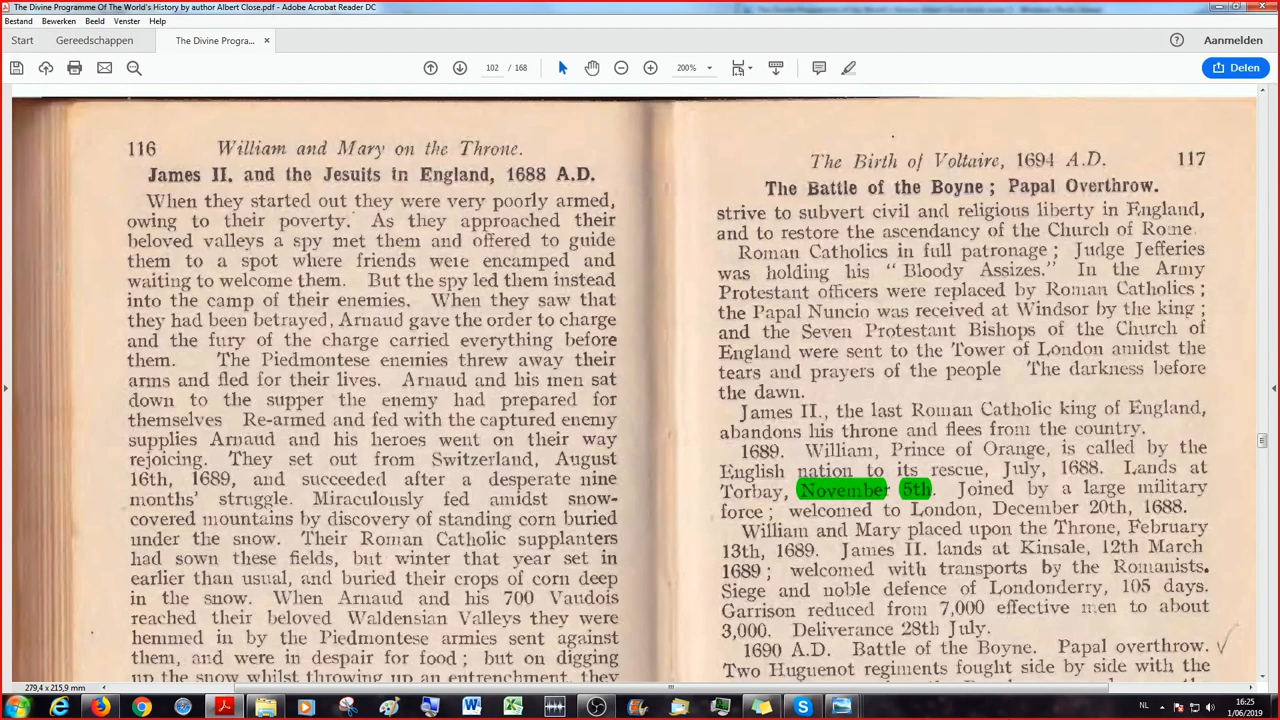 The Divine Programme Of The World's History by author Albert Close.pdf - Adobe Acrobat Reader DC
Bestand Bewerken Beeld Venster Help
Start Gereedschappen The Divine Progra... × Aanmelden
102 / 168 200% Delen
116 William and Mary on the Throne.
James II. and the Jesuits in England, 1688 A.D.
When they started out they were very poorly armed,
owing to their poverty. As they approached their
beloved valleys a spy met them and offered to guide
them to a spot where friends were encamped and
waiting to welcome them. But the spy led them instead
into the camp of their enemies. When they saw that
they had been betrayed, Arnaud gave the order to charge
and the fury of the charge carried everything before
them. The Piedmontese enemies threw away their
arms and fled for their lives. Arnaud and his men sat
down to the supper the enemy had prepared for
themselves Re-armed and fed with the captured enemy
supplies Arnaud and his heroes went on their way
rejoicing. They set out from Switzerland, August
16th, 1689, and succeeded after a desperate nine
months' struggle. Miraculously fed amidst snow-
covered mountains by discovery of standing corn buried
under the snow. Their Roman Catholic supplanters
had sown these fields, but winter that year set in
earlier than usual, and buried their crops of corn deep
in the snow. When Arnaud and his 700 Vaudois
reached their beloved Waldensian Valleys they were
hemmed in by the Piedmontese armies sent against
them, and were in despair for food; but on digging
up the snow whilst throwing up an entrenchment, they
The Birth of Voltaire, 1694 A.D. 117
The Battle of the Boyne; Papal Overthrow.
strive to subvert civil and religious liberty in England,
and to restore the ascendancy of the Church of Rome
Roman Catholics in full patronage; Judge Jefferies
was holding his "Bloody Assizes." In the Army
Protestant officers were replaced by Roman Catholics;
the Papal Nuncio was received at Windsor by the king;
and the Seven Protestant Bishops of the Church of
England were sent to the Tower of London amidst the
tears and prayers of the people The darkness before
the dawn.
James II., the last Roman Catholic king of England,
abandons his throne and flees from the country.
1689. William, Prince of Orange, is called by the
English nation to its rescue, July, 1688. Lands at
Torbay, November 5th. Joined by a large military
force; welcomed to London, December 20th, 1688.
William and Mary placed upon the Throne, February
13th, 1689. James II. lands at Kinsale, 12th March
1689; welcomed with transports by the Romanists.
Siege and noble defence of Londonderry, 105 days.
Garrison reduced from 7,000 effective men to about
3,000. Deliverance 28th July.
1690 A.D. Battle of the Boyne. Papal overthrow.
Two Huguenot regiments fought side by side with the
279,4 x 215,9 mm
NL 16:25
1/06/2019